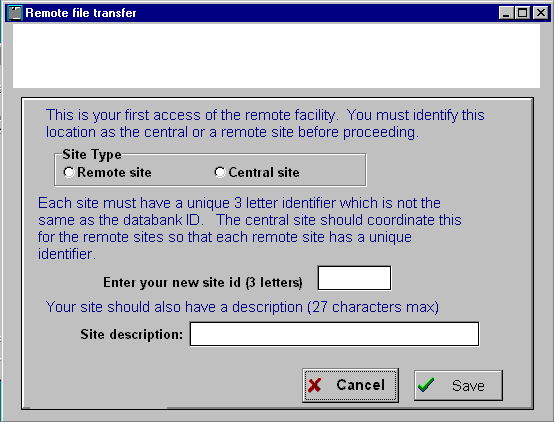 Remote file transfer
This is your first access of the remote facility.  You must identify this
location as the central or a remote site before proceeding.
Site Type
Remote site
Central site
Each site must have a unique 3 letter identifier which is not the
same as the databank ID.   The central site should coordinate this
for the remote sites so that each remote site has a unique
identifier.
Enter your new site id (3 letters)
Your site should also have a description (27 characters max)
Site description:
Cancel
Save